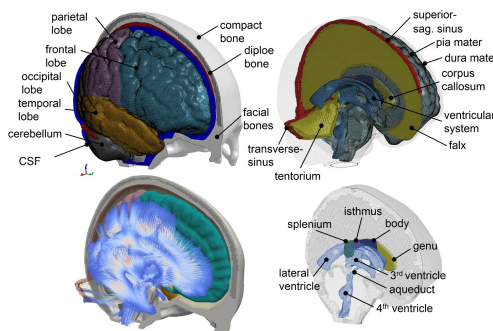 parietal
lobe
frontal
lobe
occipital
lobe
temporal
lobe
cerebellum
CSF
compact
bone
diploe
bone
facial
bones
superior-
sag. sinus
pia mater
dura mater
corpus
callosum
ventricular
system
falx
transverse-
sinus
tentorium
splenium
isthmus
body
genu
lateral
ventricle
3rd ventricle
aqueduct
4th ventricle